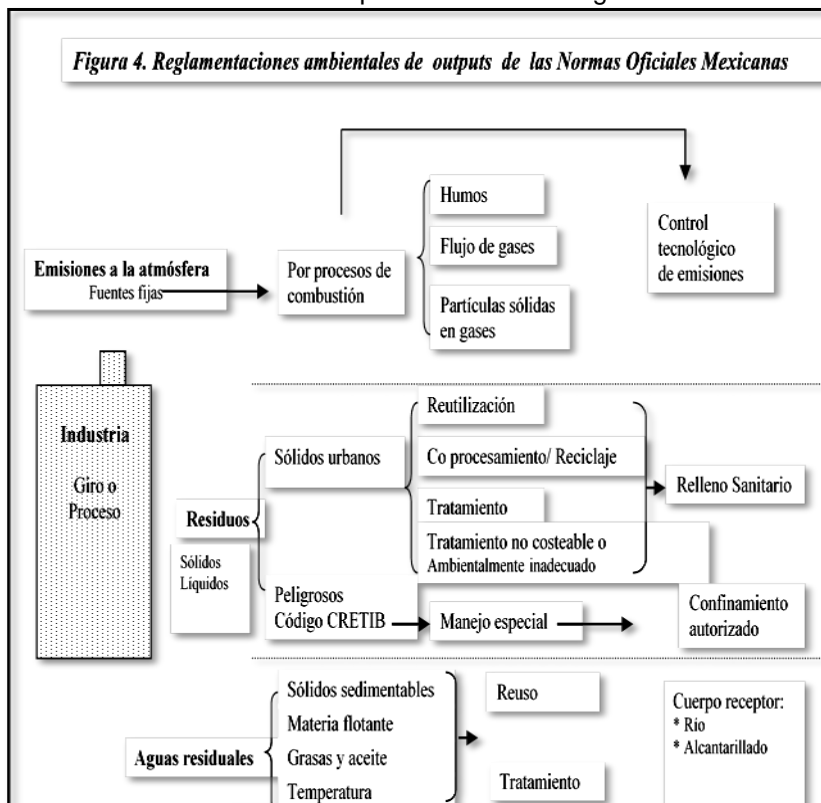 Figura 4. Reglamentaciones ambientales de outputs de las Normas Oficiales Mexicanas
Humos
Flujo de gases
Partículas sólidas
en gases
Control
tecnológico
de emisiones
Emisiones a la atmósfera
Fuentes fijas
Por procesos de
combustión
Industria
Giro o
Proceso
Residuos
Sólidos
Líquidos
Sólidos urbanos
Reutilización
Co procesamiento/ Reciclaje
Tratamiento
Tratamiento no costeable o
Ambientalmente inadecuado
Relleno Sanitario
Peligrosos
Código CRETIB
Manejo especial
Confinamiento
autorizado
Aguas residuales
Sólidos sedimentables
Materia flotante
Grasas y aceite
Temperatura
Reuso
Tratamiento
Cuerpo receptor:
* Rio
* Alcantarillado